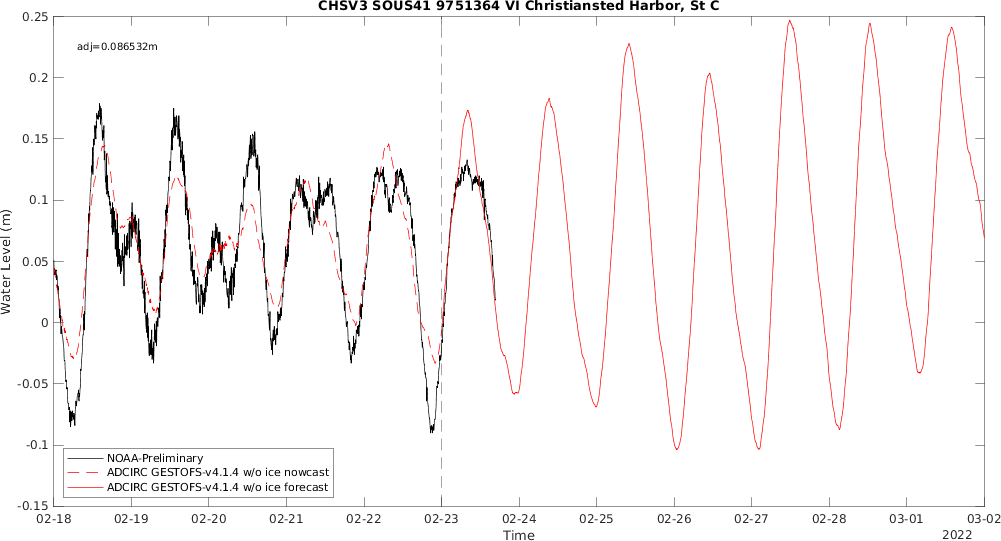 CHSV3 SOUS41 9751364 VI Christiansted Harbor, St C
adj=0.086532m
0.25
0.2
0.15
0.1
0.05
0
-0.05
-0.1
-0.15
Water Level (m)
NOAA-Preliminary
ADCIRC GESTOFS-v4.1.4 w/o ice nowcast
ADCIRC GESTOFS-v4.1.4 w/o ice forecast
02-18 02-19 02-20 02-21 02-22 02-23 02-24 02-25 02-26 02-27 02-28 03-01 03-02
Time
2022